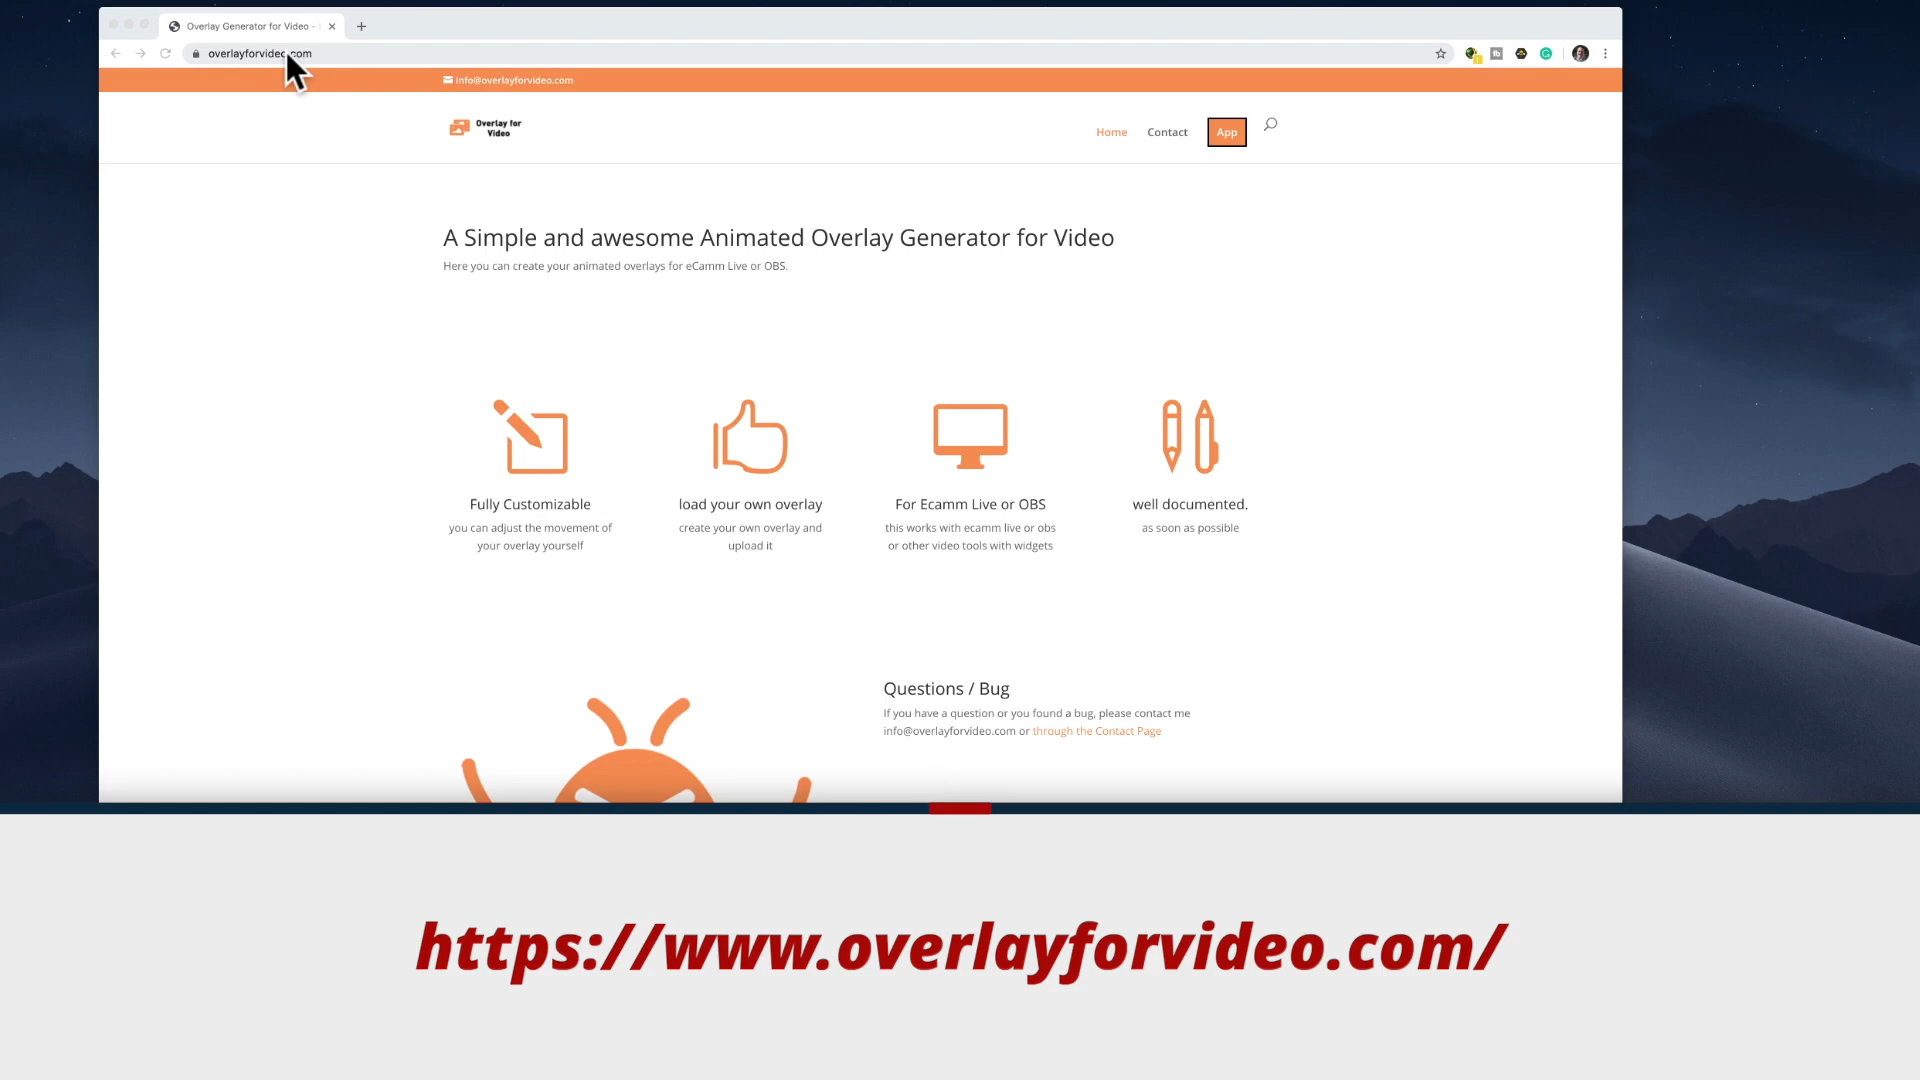 Overlay Generator for Video -
overlayforvideo.com
info@overlayforvideo.com
Overlay for
Video
Home
Contact
App
A Simple and awesome Animated Overlay Generator for Video
Here you can create your animated overlays for eCamm Live or OBS.
Fully Customizable
you can adjust the movement of
your overlay yourself
load your own overlay
create your own overlay and
upload it
For Ecamm Live or OBS
this works with ecamm live or obs
or other video tools with widgets
well documented.
as soon as possible
Questions / Bug
If you have a question or you found a bug, please contact me
info@overlayforvideo.com or through the Contact Page
https://www.overlayforvideo.com/